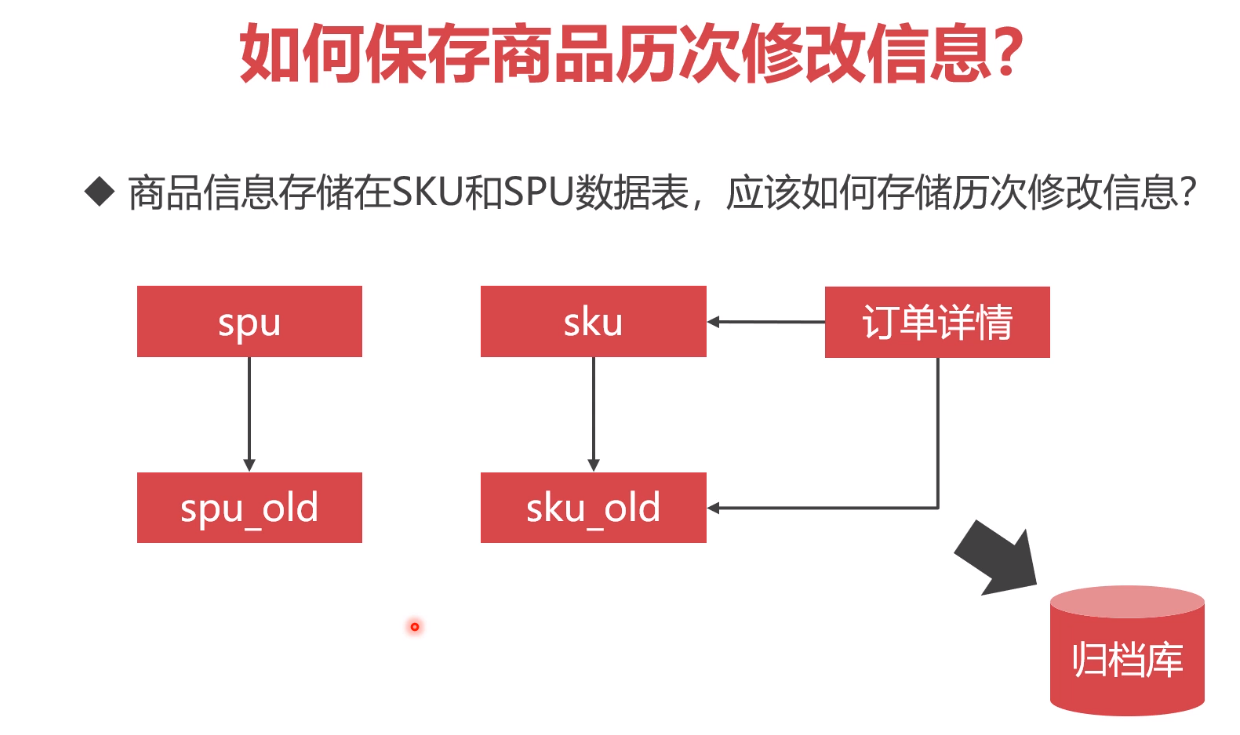 如何保存商品历次修改信息?
商品信息存储在SKU和SPU数据表，应该如何存储历次修改信息?
spu
sku
订单详情
spu_old
sku_old
归档库